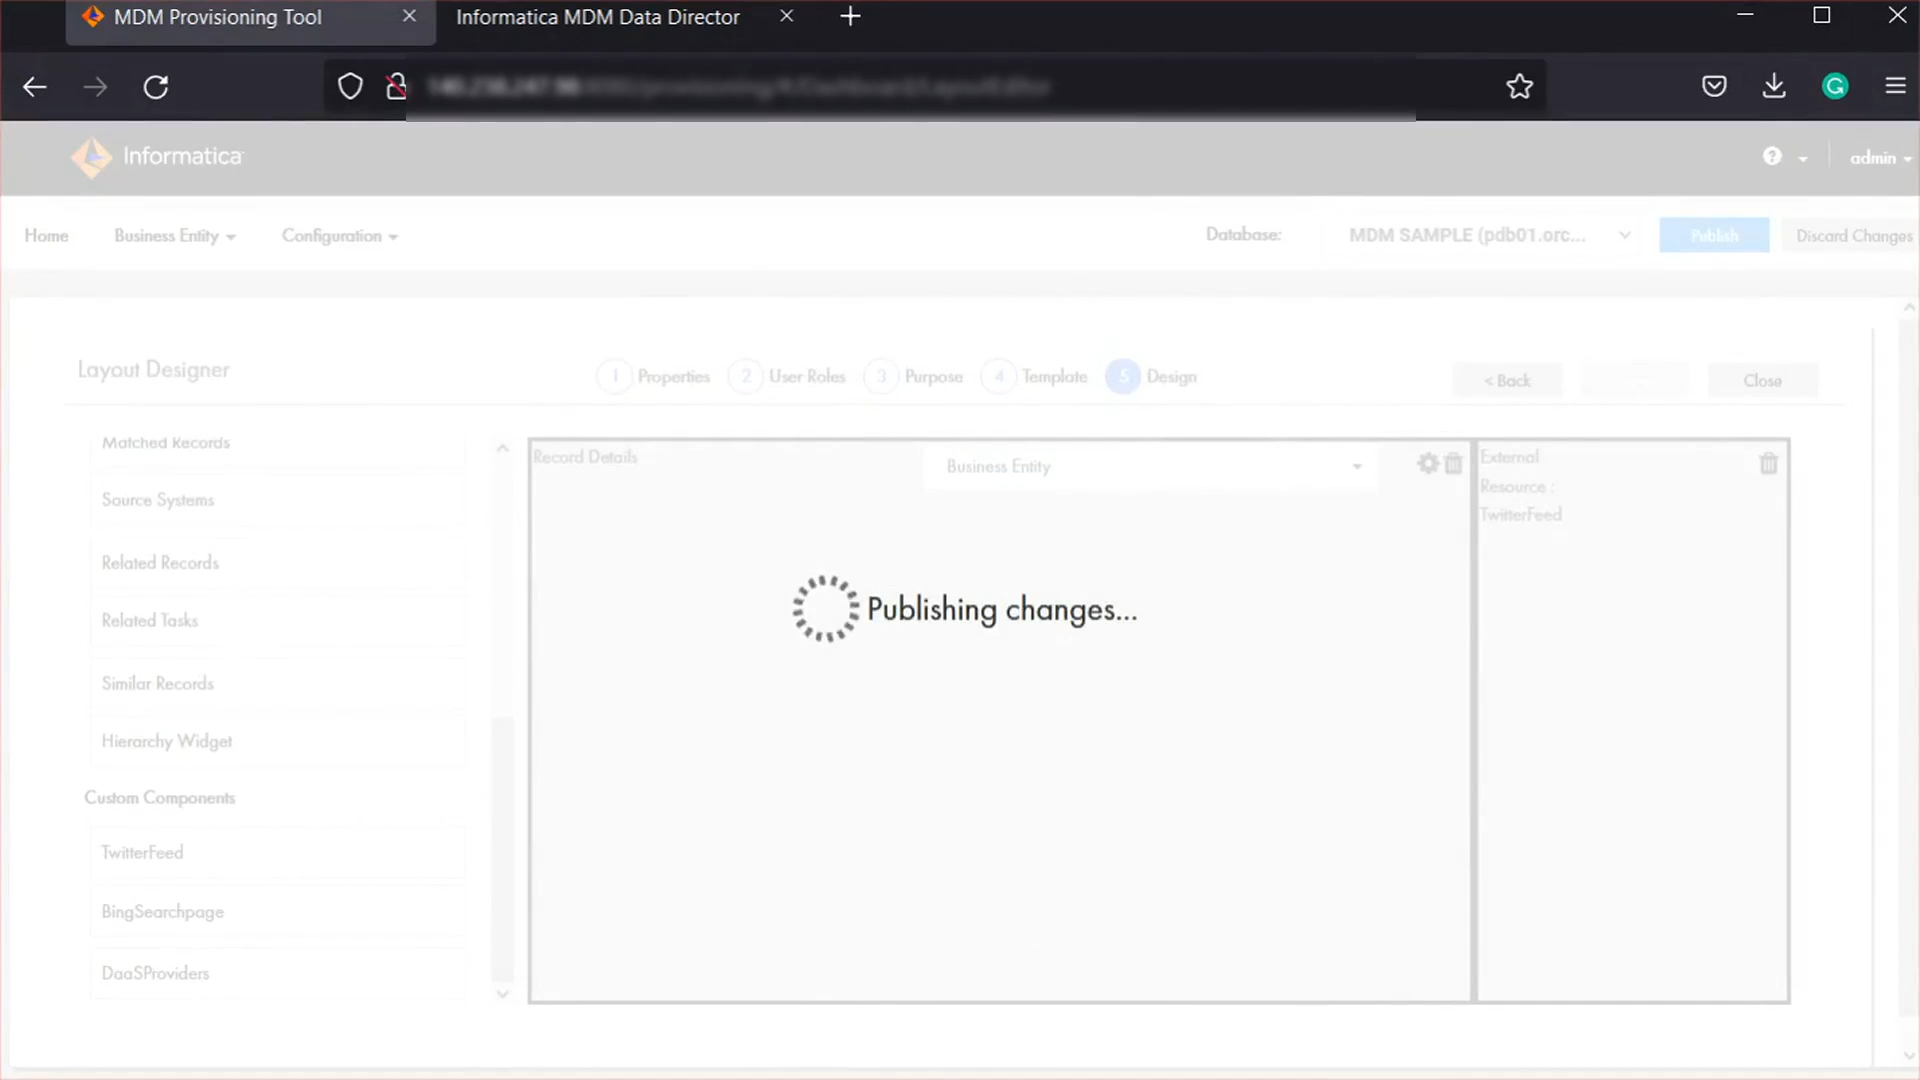 MDM Provisioning Tool
Informatica MDM Data Director
Informatica
admin
Home
Business Entity
Configuration
Database:
MDM SAMPLE (pdb01.orc...
Publish
Discard Changes
Layout Designer
1 Properties
2 User Roles
3 Purpose
4 Template
5 Design
< Back
Close
Matched Records
Source Systems
Related Records
Related Tasks
Similar Records
Hierarchy Widget
Custom Components
TwitterFeed
BingSearchpage
DaaSProviders
Record Details
Business Entity
External
Resource :
TwitterFeed
Publishing changes...